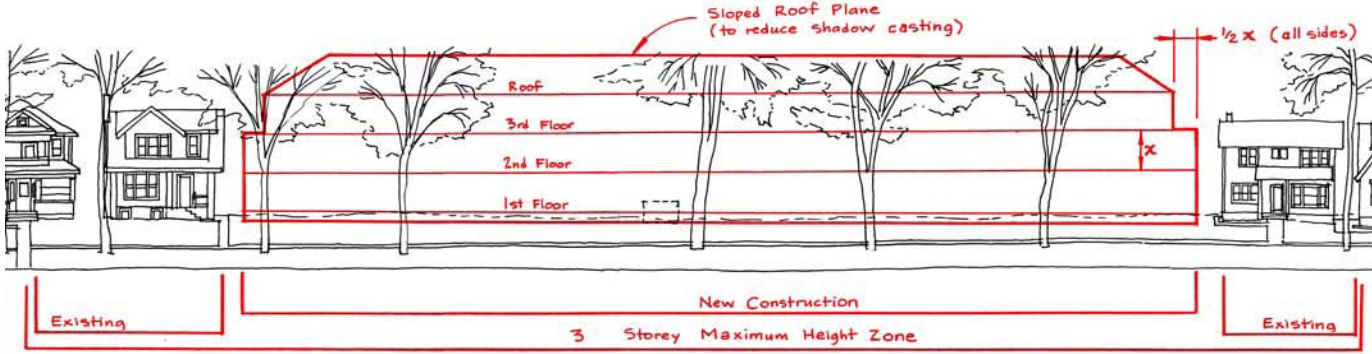 Sloped Roof Plane
(to reduce shadow casting)
½ x (all sides)
Roof
3rd Floor
x
2nd Floor
1st Floor
New Construction
Existing
Existing
3 Storey Maximum Height Zone